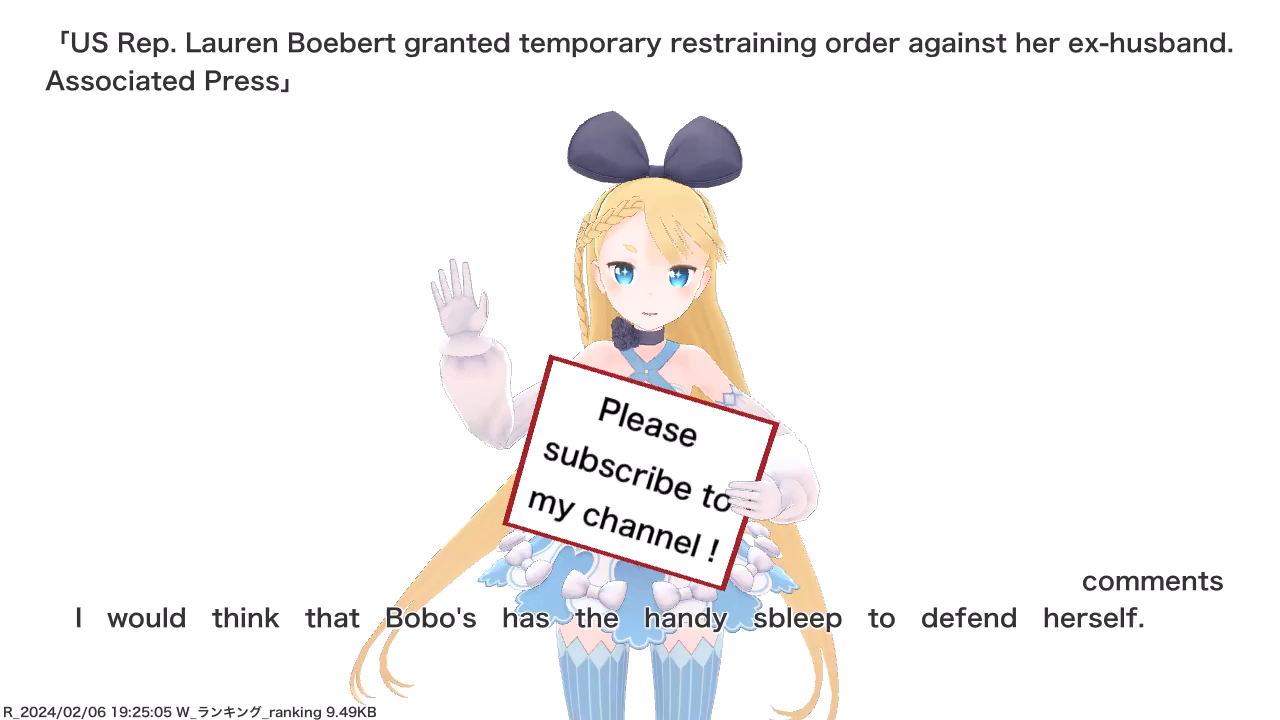 「US Rep. Lauren Boebert granted temporary restraining order against her ex-husband.
Associated Press」
Please
subscribe to
my channel !
comments
I would think that Bobo's has the handy sbleep to defend herself.
R_2024/02/06 19:25:05 W_ランキング_ranking 9.49KB